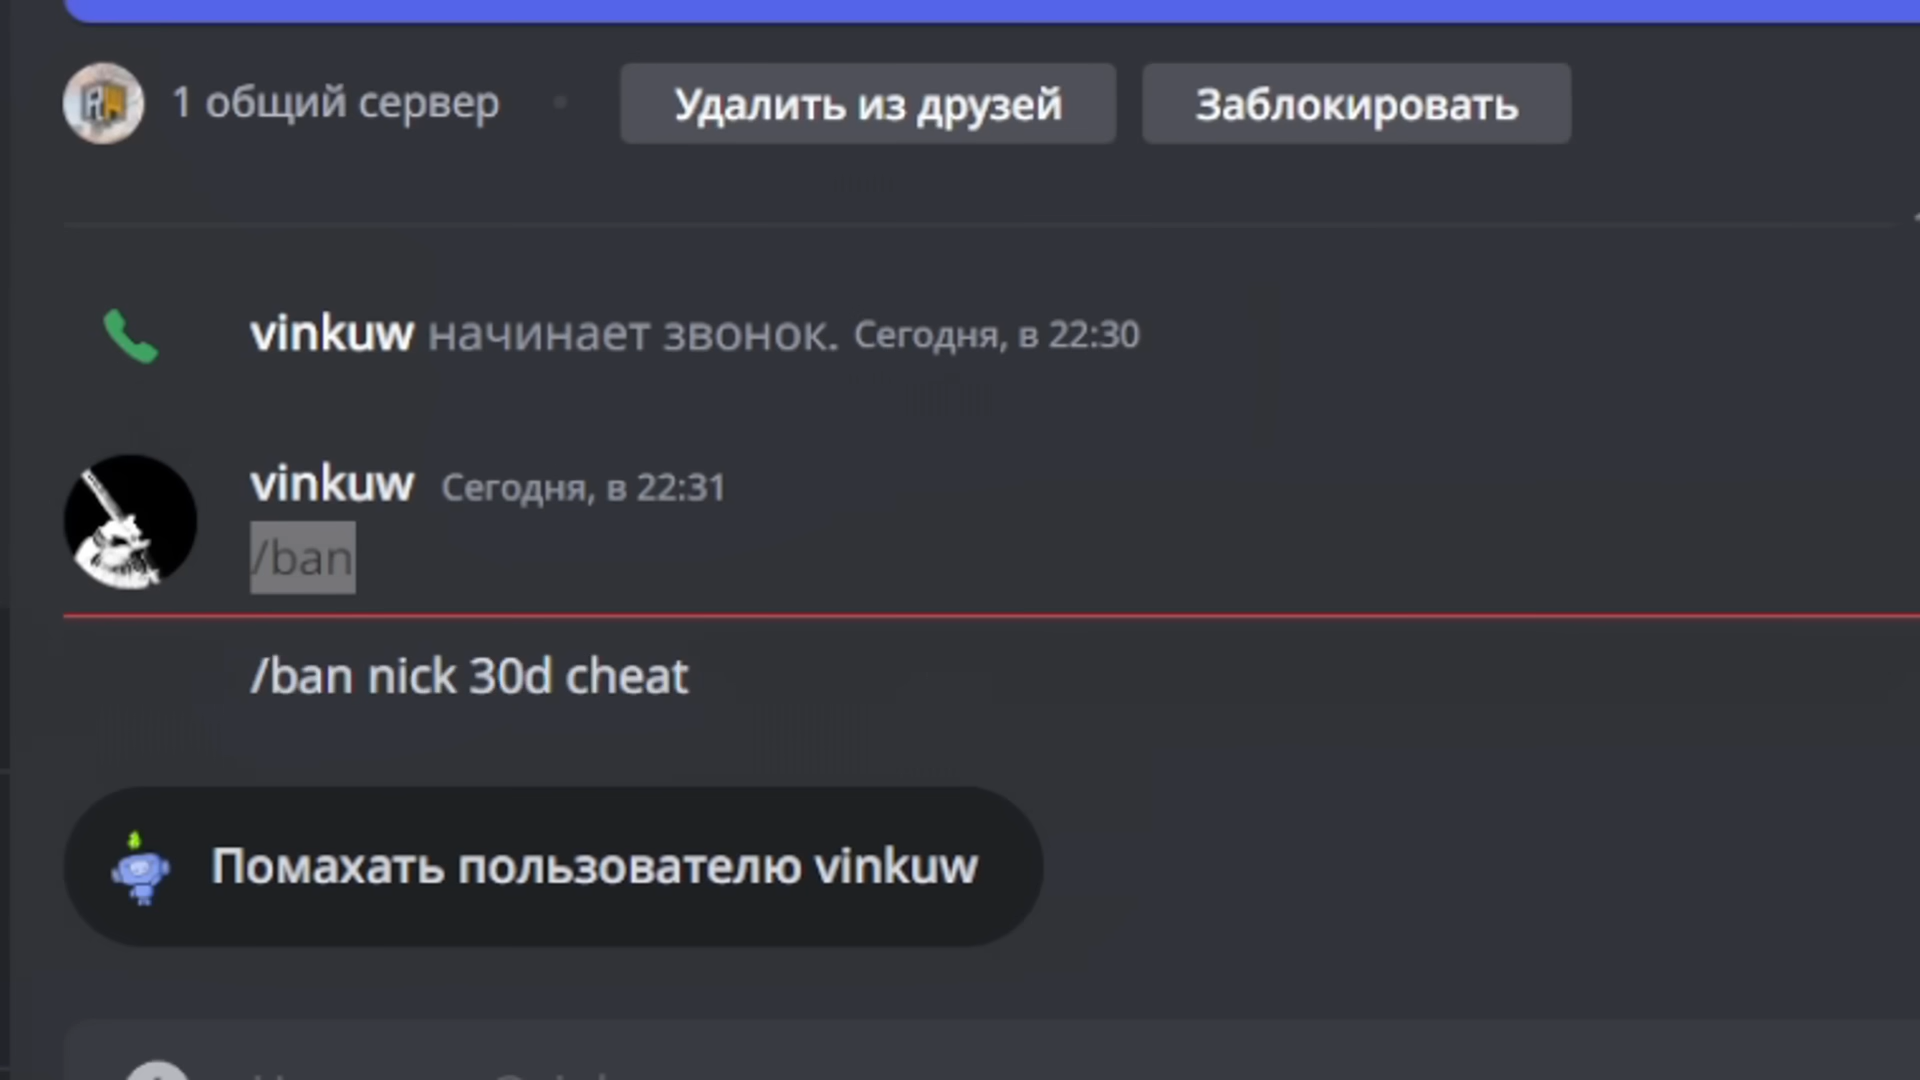 1 общий сервер
Удалить из друзей
Заблокировать
vinkuw начинает звонок. Сегодня, в 22:30
vinkuw Сегодня, в 22:31
/ban
/ban nick 30d cheat
Помахать пользователю vinkuw